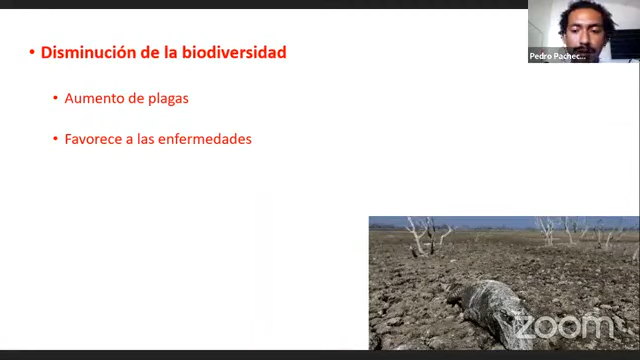 • Disminución de la biodiversidad
• Aumento de plagas
• Favorece a las enfermedades
Pedro Pachec...
zoom